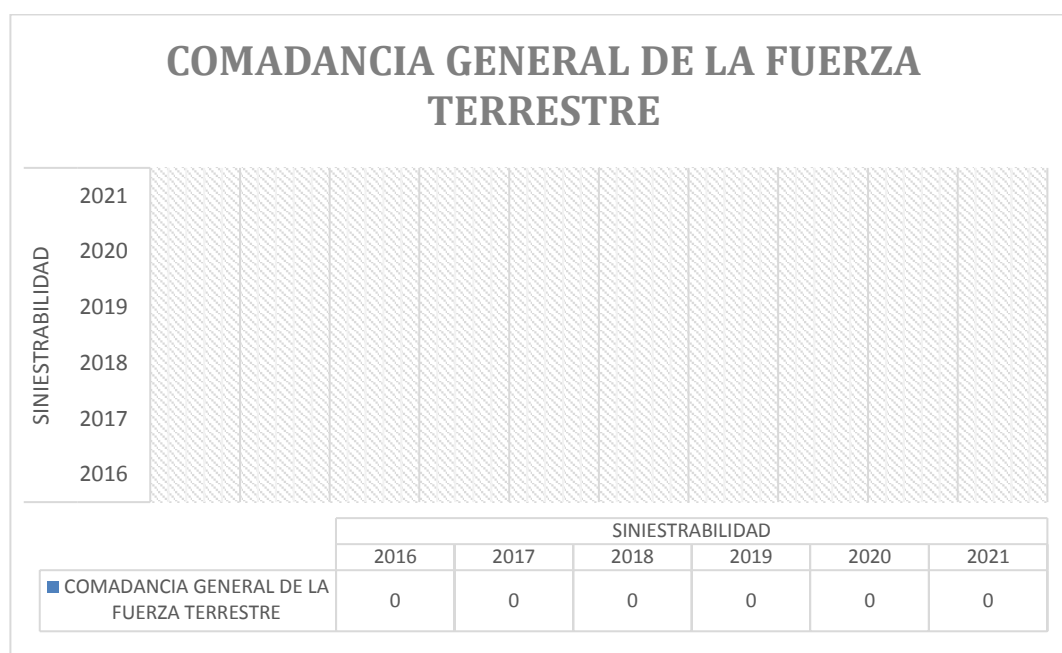 COMADANCIA GENERAL DE LA FUERZA
TERRESTRE
SINIESTRABILIDAD
2021
2020
2019
2018
2017
2016
SINIESTRABILIDAD
2016 2017 2018 2019 2020 2021
COMADANCIA GENERAL DE LA
FUERZA TERRESTRE
0 0 0 0 0 0